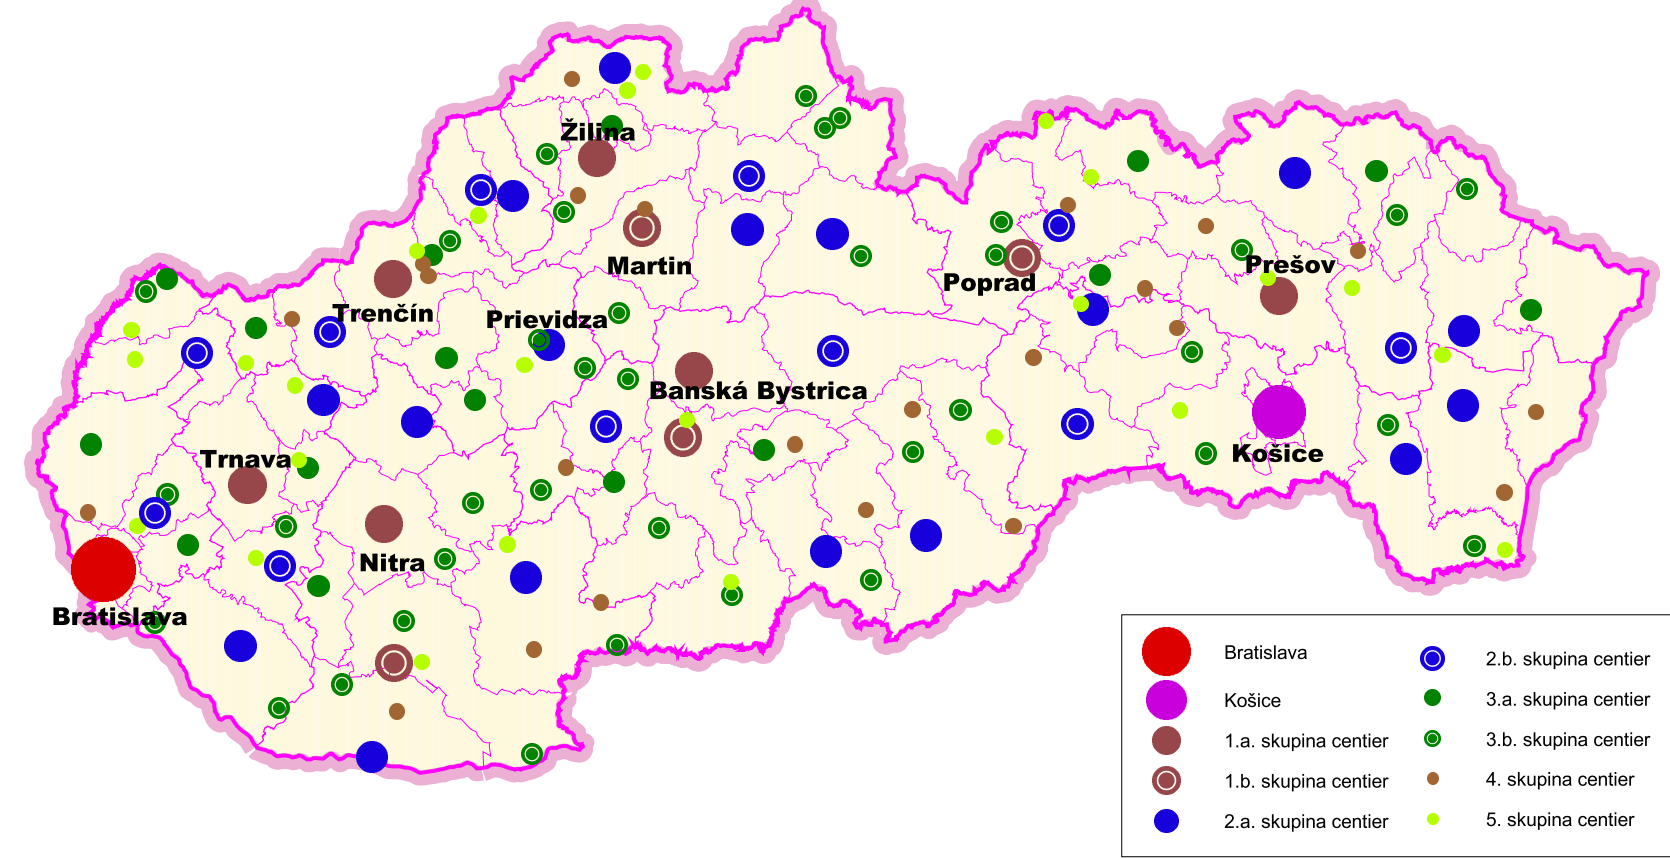 Žilina
Martin
Poprad
Prešov
Trenčín
Prievidza
Banská Bystrica
Trnava
Košice
Nitra
Bratislava
Bratislava
Košice
1.a. skupina centier
1.b. skupina centier
2.a. skupina centier
2.b. skupina centier
3.a. skupina centier
3.b. skupina centier
4. skupina centier
5. skupina centier